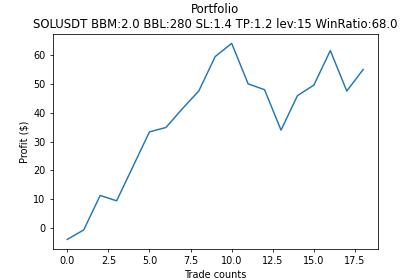 Portfolio
SOLUSDT BBM:2.0 BBL:280 SL:1.4 TP:1.2 lev:15 WinRatio:68.0
60
50
40
30
20
10
0
Profit ($)
0.0 2.5 5.0 7.5 10.0 12.5 15.0 17.5
Trade counts